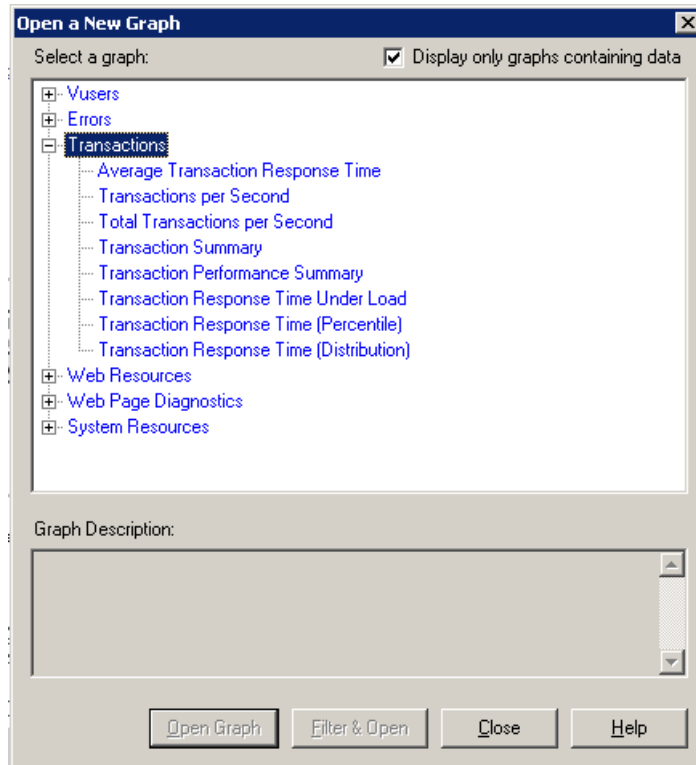 Open a New Graph
Select a graph:
Display only graphs containing data
Vusers
Errors
Transactions
Average Transaction Response Time
Transactions per Second
Total Transactions per Second
Transaction Summary
Transaction Performance Summary
Transaction Response Time Under Load
Transaction Response Time (Percentile)
Transaction Response Time (Distribution)
Web Resources
Web Page Diagnostics
System Resources
Graph Description:
Open Graph
Filter & Open
Close
Help